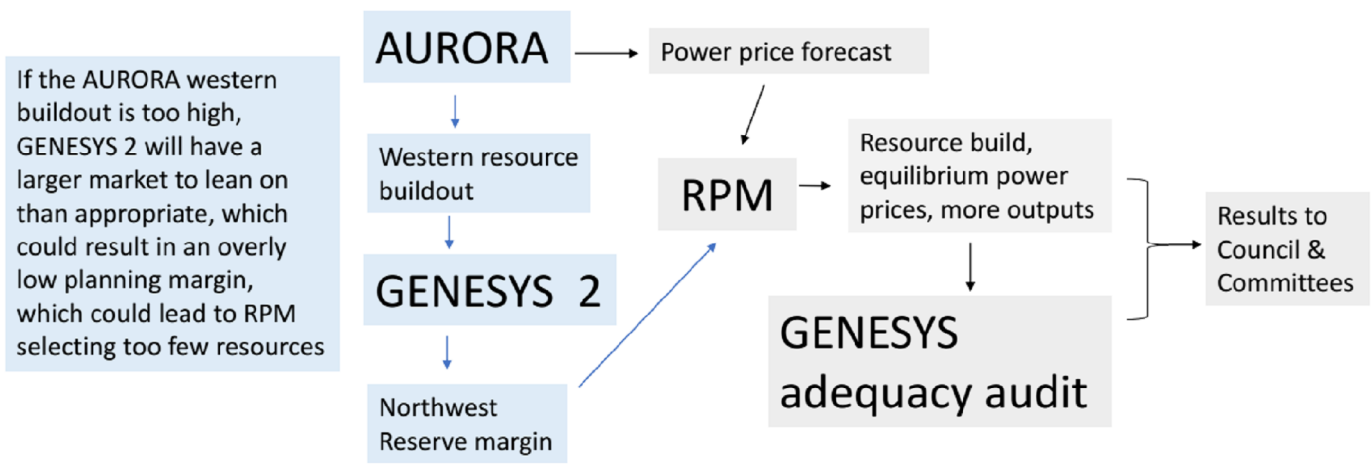 If the AURORA western
buildout is too high,
GENESYS 2 will have a
larger market to lean on
than appropriate, which
could result in an overly
low planning margin,
which could lead to RPM
selecting too few resources
AURORA
Western resource
buildout
GENESYS 2
Northwest
Reserve margin
Power price forecast
RPM
Resource build,
equilibrium power
prices, more outputs
GENESYS
adequacy audit
Results to
Council &
Committees